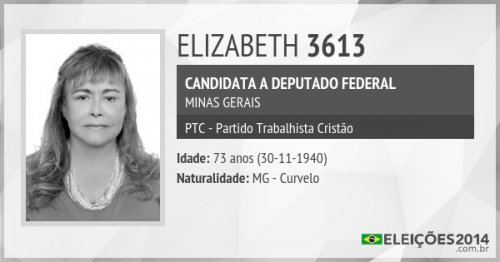 ELIZABETH 3613
CANDIDATA A DEPUTADO FEDERAL
MINAS GERAIS
PTC - Partido Trabalhista Cristão
Idade: 73 anos (30-11-1940)
Naturalidade: MG - Curvelo
ELEIÇÕES2014
.com.br